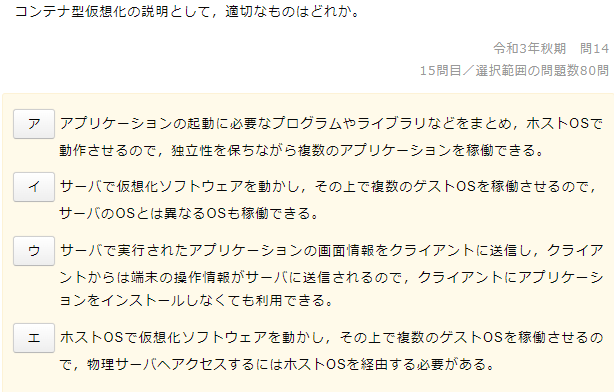 コンテナ型仮想化の説明として，適切なものはどれか。
令和3年秋期　問14
15問目／選択範囲の問題数80問
ア アプリケーションの起動に必要なプログラムやライブラリなどをまとめ，ホストOSで
動作させるので，独立性を保ちながら複数のアプリケーションを稼働できる。
イ サーバで仮想化ソフトウェアを動かし，その上で複数のゲストOSを稼働させるので，
サーバのOSとは異なるOSも稼働できる。
ウ サーバで実行されたアプリケーションの画面情報をクライアントに送信し，クライア
ントからは端末の操作情報がサーバに送信されるので，クライアントにアプリケーシ
ョンをインストールしなくても利用できる。
エ ホストOSで仮想化ソフトウェアを動かし，その上で複数のゲストOSを稼働させるの
で，物理サーバへアクセスするにはホストOSを経由する必要がある。